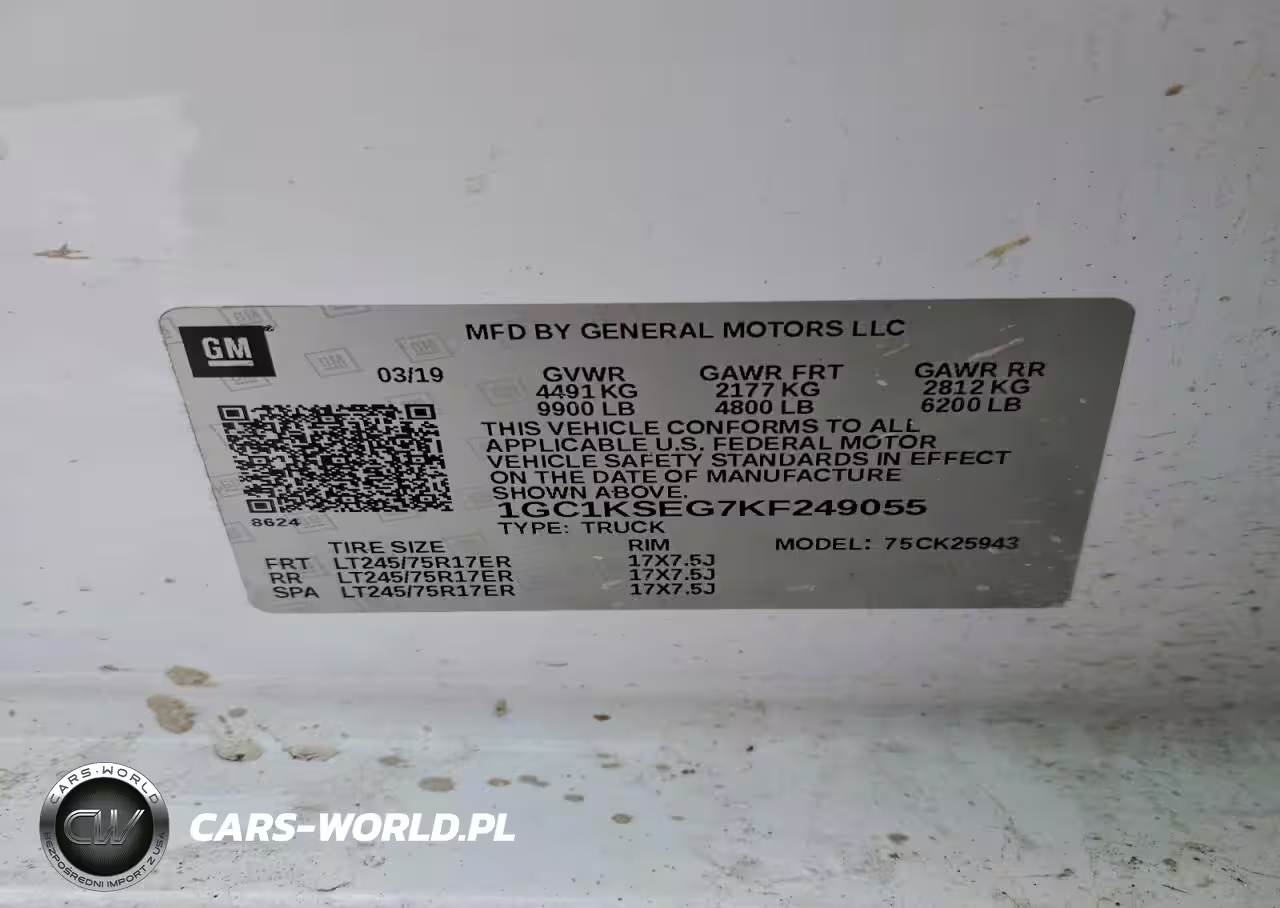 MFD BY GENERAL MOTORS LLC
GM
03/19
GVWR GAWR FRT GAWR RR
4491 KG 2177 KG 2812 KG
9900 LB 4800 LB 6200 LB
THIS VEHICLE CONFORMS TO ALL
APPLICABLE U.S. FEDERAL MOTOR
VEHICLE SAFETY STANDARDS IN EFFECT
ON THE DATE OF MANUFACTURE
SHOWN ABOVE.
1GC1KSEG7KF249055
8624
TYPE: TRUCK
TIRE SIZE RIM MODEL: 75CK25943
FRT LT245/75R17ER 17X7.5J
RR LT245/75R17ER 17X7.5J
SPA LT245/75R17ER 17X7.5J
CARS-WORLD
CW
BEZPOŚREDNI IMPORT Z USA
CARS-WORLD.PL